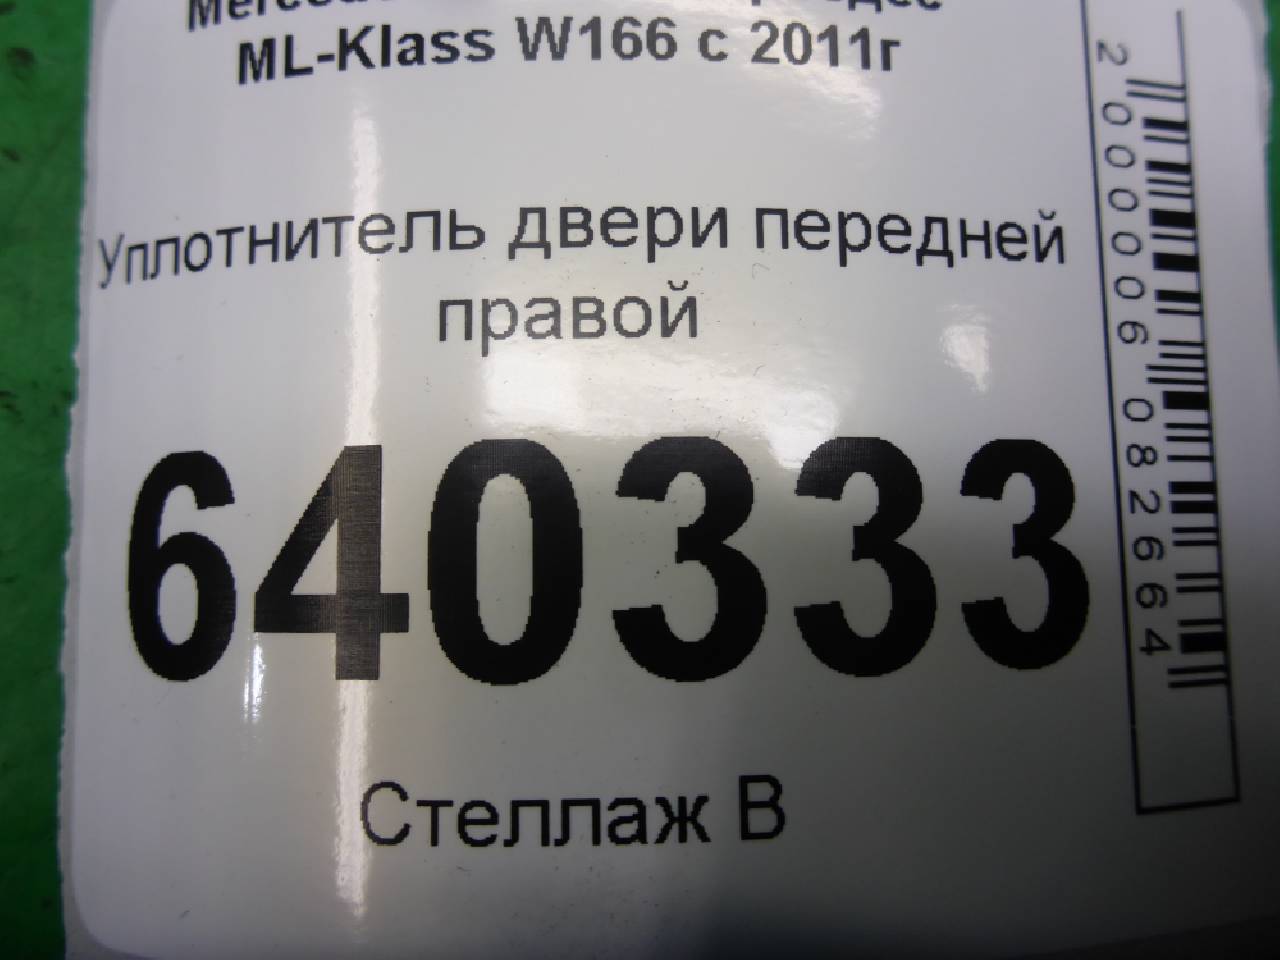 ML-Klass W166 с 2011г
Уплотнитель двери передней
правой
640333
Стеллаж В
2000006082664